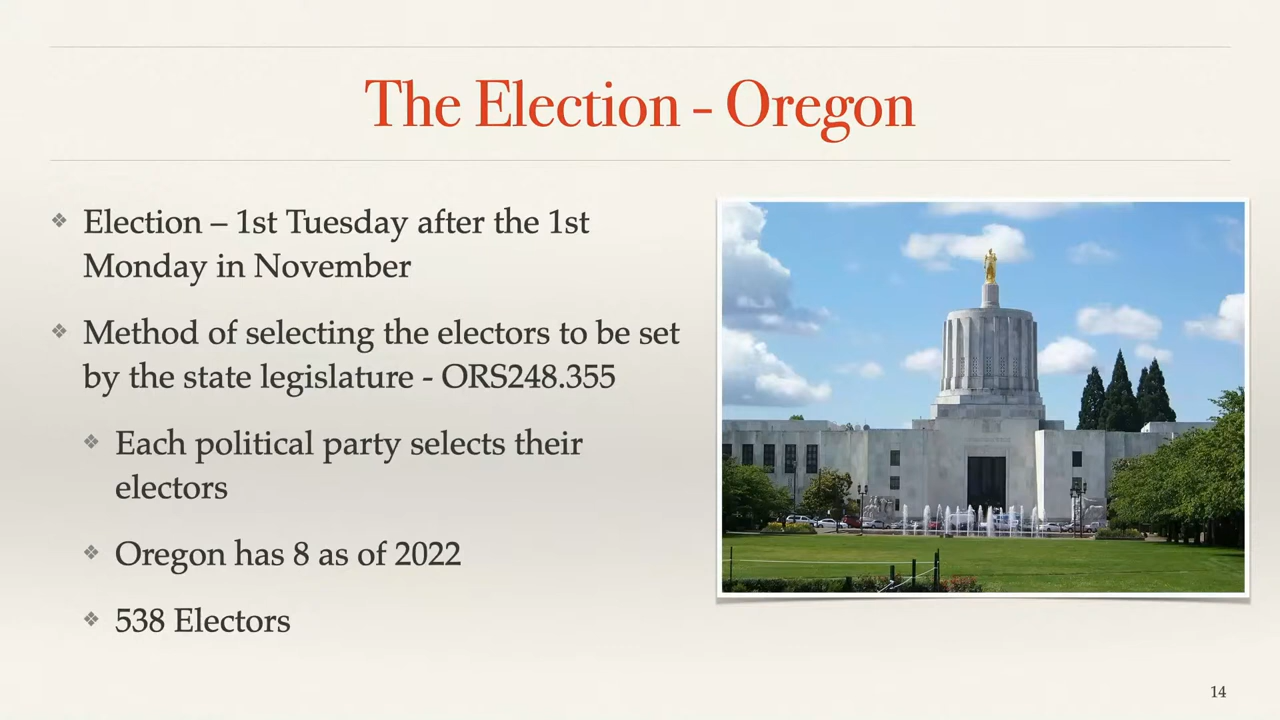 The Election - Oregon
Election – 1st Tuesday after the 1st
Monday in November
Method of selecting the electors to be set
by the state legislature - ORS248.355
Each political party selects their
electors
Oregon has 8 as of 2022
538 Electors
14